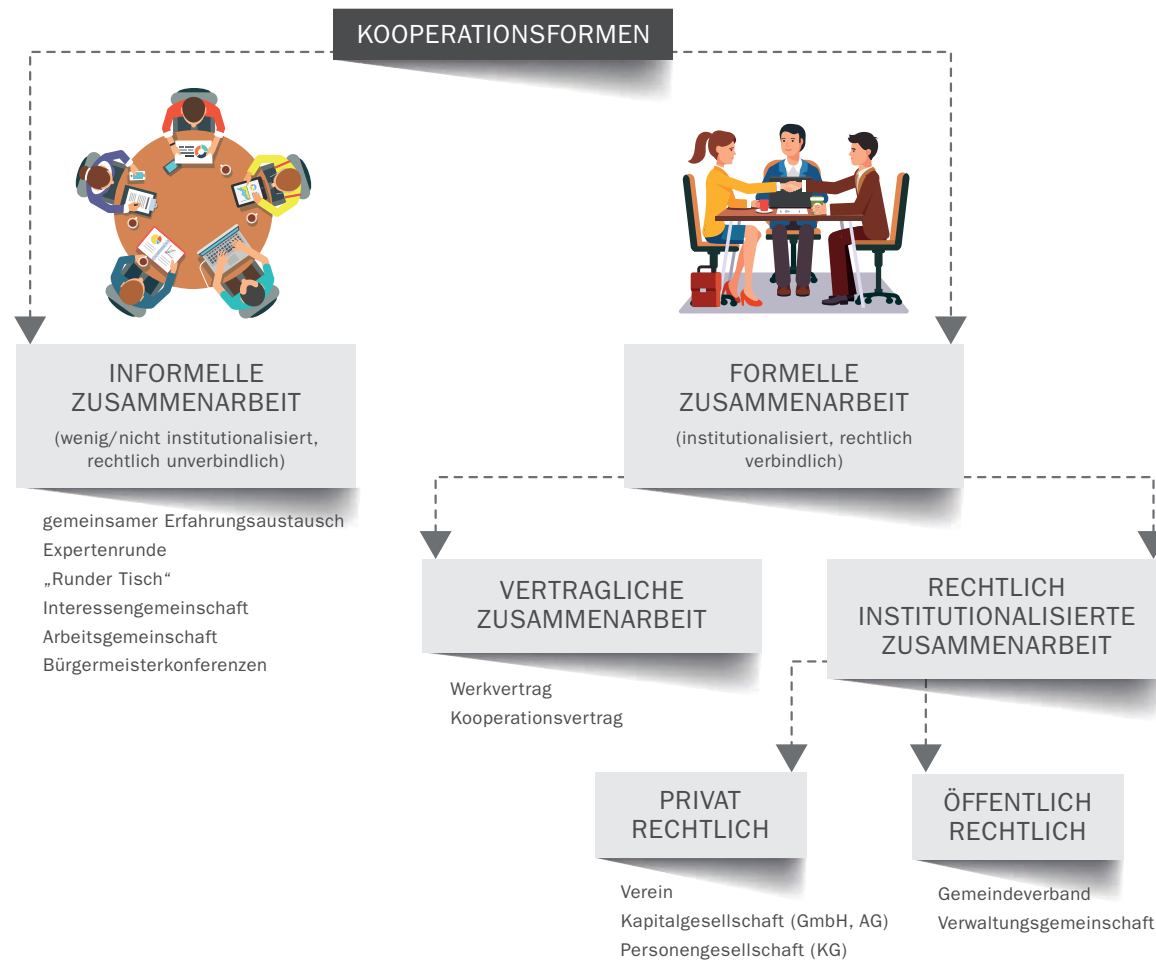 KOOPERATIONSFORMEN
INFORMELLE
ZUSAMMENARBEIT
(wenig/nicht institutionalisiert,
rechtlich unverbindlich)
gemeinsamer Erfahrungsaustausch
Expertenrunde
„Runder Tisch“
Interessengemeinschaft
Arbeitsgemeinschaft
Bürgermeisterkonferenzen
FORMELLE
ZUSAMMENARBEIT
(institutionalisiert, rechtlich
verbindlich)
VERTRAGLICHE
ZUSAMMENARBEIT
Werkvertrag
Kooperationsvertrag
RECHTLICH
INSTITUTIONALISIERTE
ZUSAMMENARBEIT
PRIVAT
RECHTLICH
Verein
Kapitalgesellschaft (GmbH, AG)
Personengesellschaft (KG)
ÖFFENTLICH
RECHTLICH
Gemeindeverband
Verwaltungsgemeinschaft